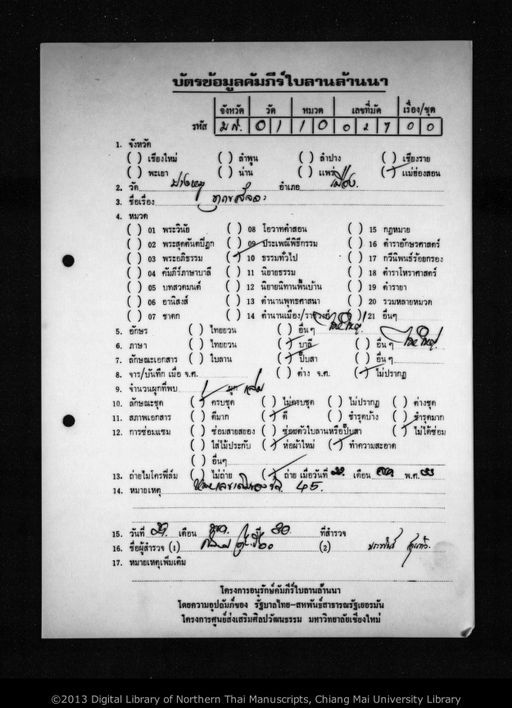 บัตรข้อมูลคัมภีร์ใบลานล้านนา
จังหวัด วัด หมวด เลขที่มัด เรื่อง/ชุด
รหัส ม ส. 0 1 1 0 0 2 7 0 0
1. จังหวัด
( ) เชียงใหม่ ( ) ลำพูน ( ) ลำปาง ( ) เชียงราย
( ) พะเยา ( ) น่าน ( ) แพร่ ( ) แม่ฮ่องสอน
2. วัด อำเภอ เมือง
3. ชื่อเรื่อง
4. หมวด
( ) 01 พระวินัย ( ) 08 โอวาทคำสอน ( ) 15 กฎหมาย
( ) 02 พระสุตตันตปิฎก ( ) 09 ประเพณีพิธีกรรม ( ) 16 ตำราอักษรศาสตร์
( ) 03 พระอภิธรรม ( ) 10 ธรรมทั่วไป ( ) 17 กวีนิพนธ์ร้อยกรอง
( ) 04 คัมภีร์ภาษาบาลี ( ) 11 นิยายธรรม ( ) 18 ตำราโหราศาสตร์
( ) 05 บทสวดมนต์ ( ) 12 นิยายนิทานพื้นบ้าน ( ) 19 ตำรายา
( ) 06 อานิสงส์ ( ) 13 ตำนานพุทธศาสนา ( ) 20 รวมหลายหมวด
( ) 07 ชาดก ( ) 14 ตำนานเมือง/ราชวงศ์ ( ) 21 อื่นๆ
5. อักษร ( ) ไทยยวน ( ) อื่นๆ ไทใหญ่
6. ภาษา ( ) ไทยยวน ( ) บาลี ( ) อื่นๆ ไทใหญ่
7. ลักษณะเอกสาร ( ) ใบลาน ( ) ปั๊บสา ( ) อื่นๆ
8. จาร/บันทึก เมื่อ จ.ศ. ( ) ต่าง จ.ศ. ( ) ไม่ปรากฏ
9. จำนวนผูกที่พบ 1 ผูก เล่ม
10. ลักษณะชุด ( ) ครบชุด ( ) ไม่ครบชุด ( ) ไม่ปรากฏ ( ) ต่างชุด
11. สภาพเอกสาร ( ) ดีมาก ( ) ดี ( ) ชำรุดบ้าง ( ) ชำรุดมาก
12. การซ่อมแซม ( ) ซ่อมสายสยอง ( ) ซ่อมตัวใบลานหรือปั๊บสา ( ) ไม่ได้ซ่อม
( ) ใส่ไม้ประกับ ( ) ห่อผ้าใหม่ ( ) ทำความสะอาด
( ) อื่นๆ
13. ถ่ายไมโครฟิล์ม ( ) ไม่ถ่าย ( ) ถ่าย เมื่อวันที่ เดือน พ.ศ.
14. หมายเหตุ 45.
15. วันที่ เดือน ปี 30 ที่สำรวจ
16. ชื่อผู้สำรวจ (1) (2)
17. หมายเหตุเพิ่มเติม
โครงการอนุรักษ์คัมภีร์ใบลานล้านนา
โดยความอุปถัมภ์ของ รัฐบาลไทย-สหพันธ์สาธารณรัฐเยอรมัน
โครงการศูนย์ส่งเสริมศิลปวัฒนธรรม มหาวิทยาลัยเชียงใหม่
©2013 Digital Library of Northern Thai Manuscripts, Chiang Mai University Library